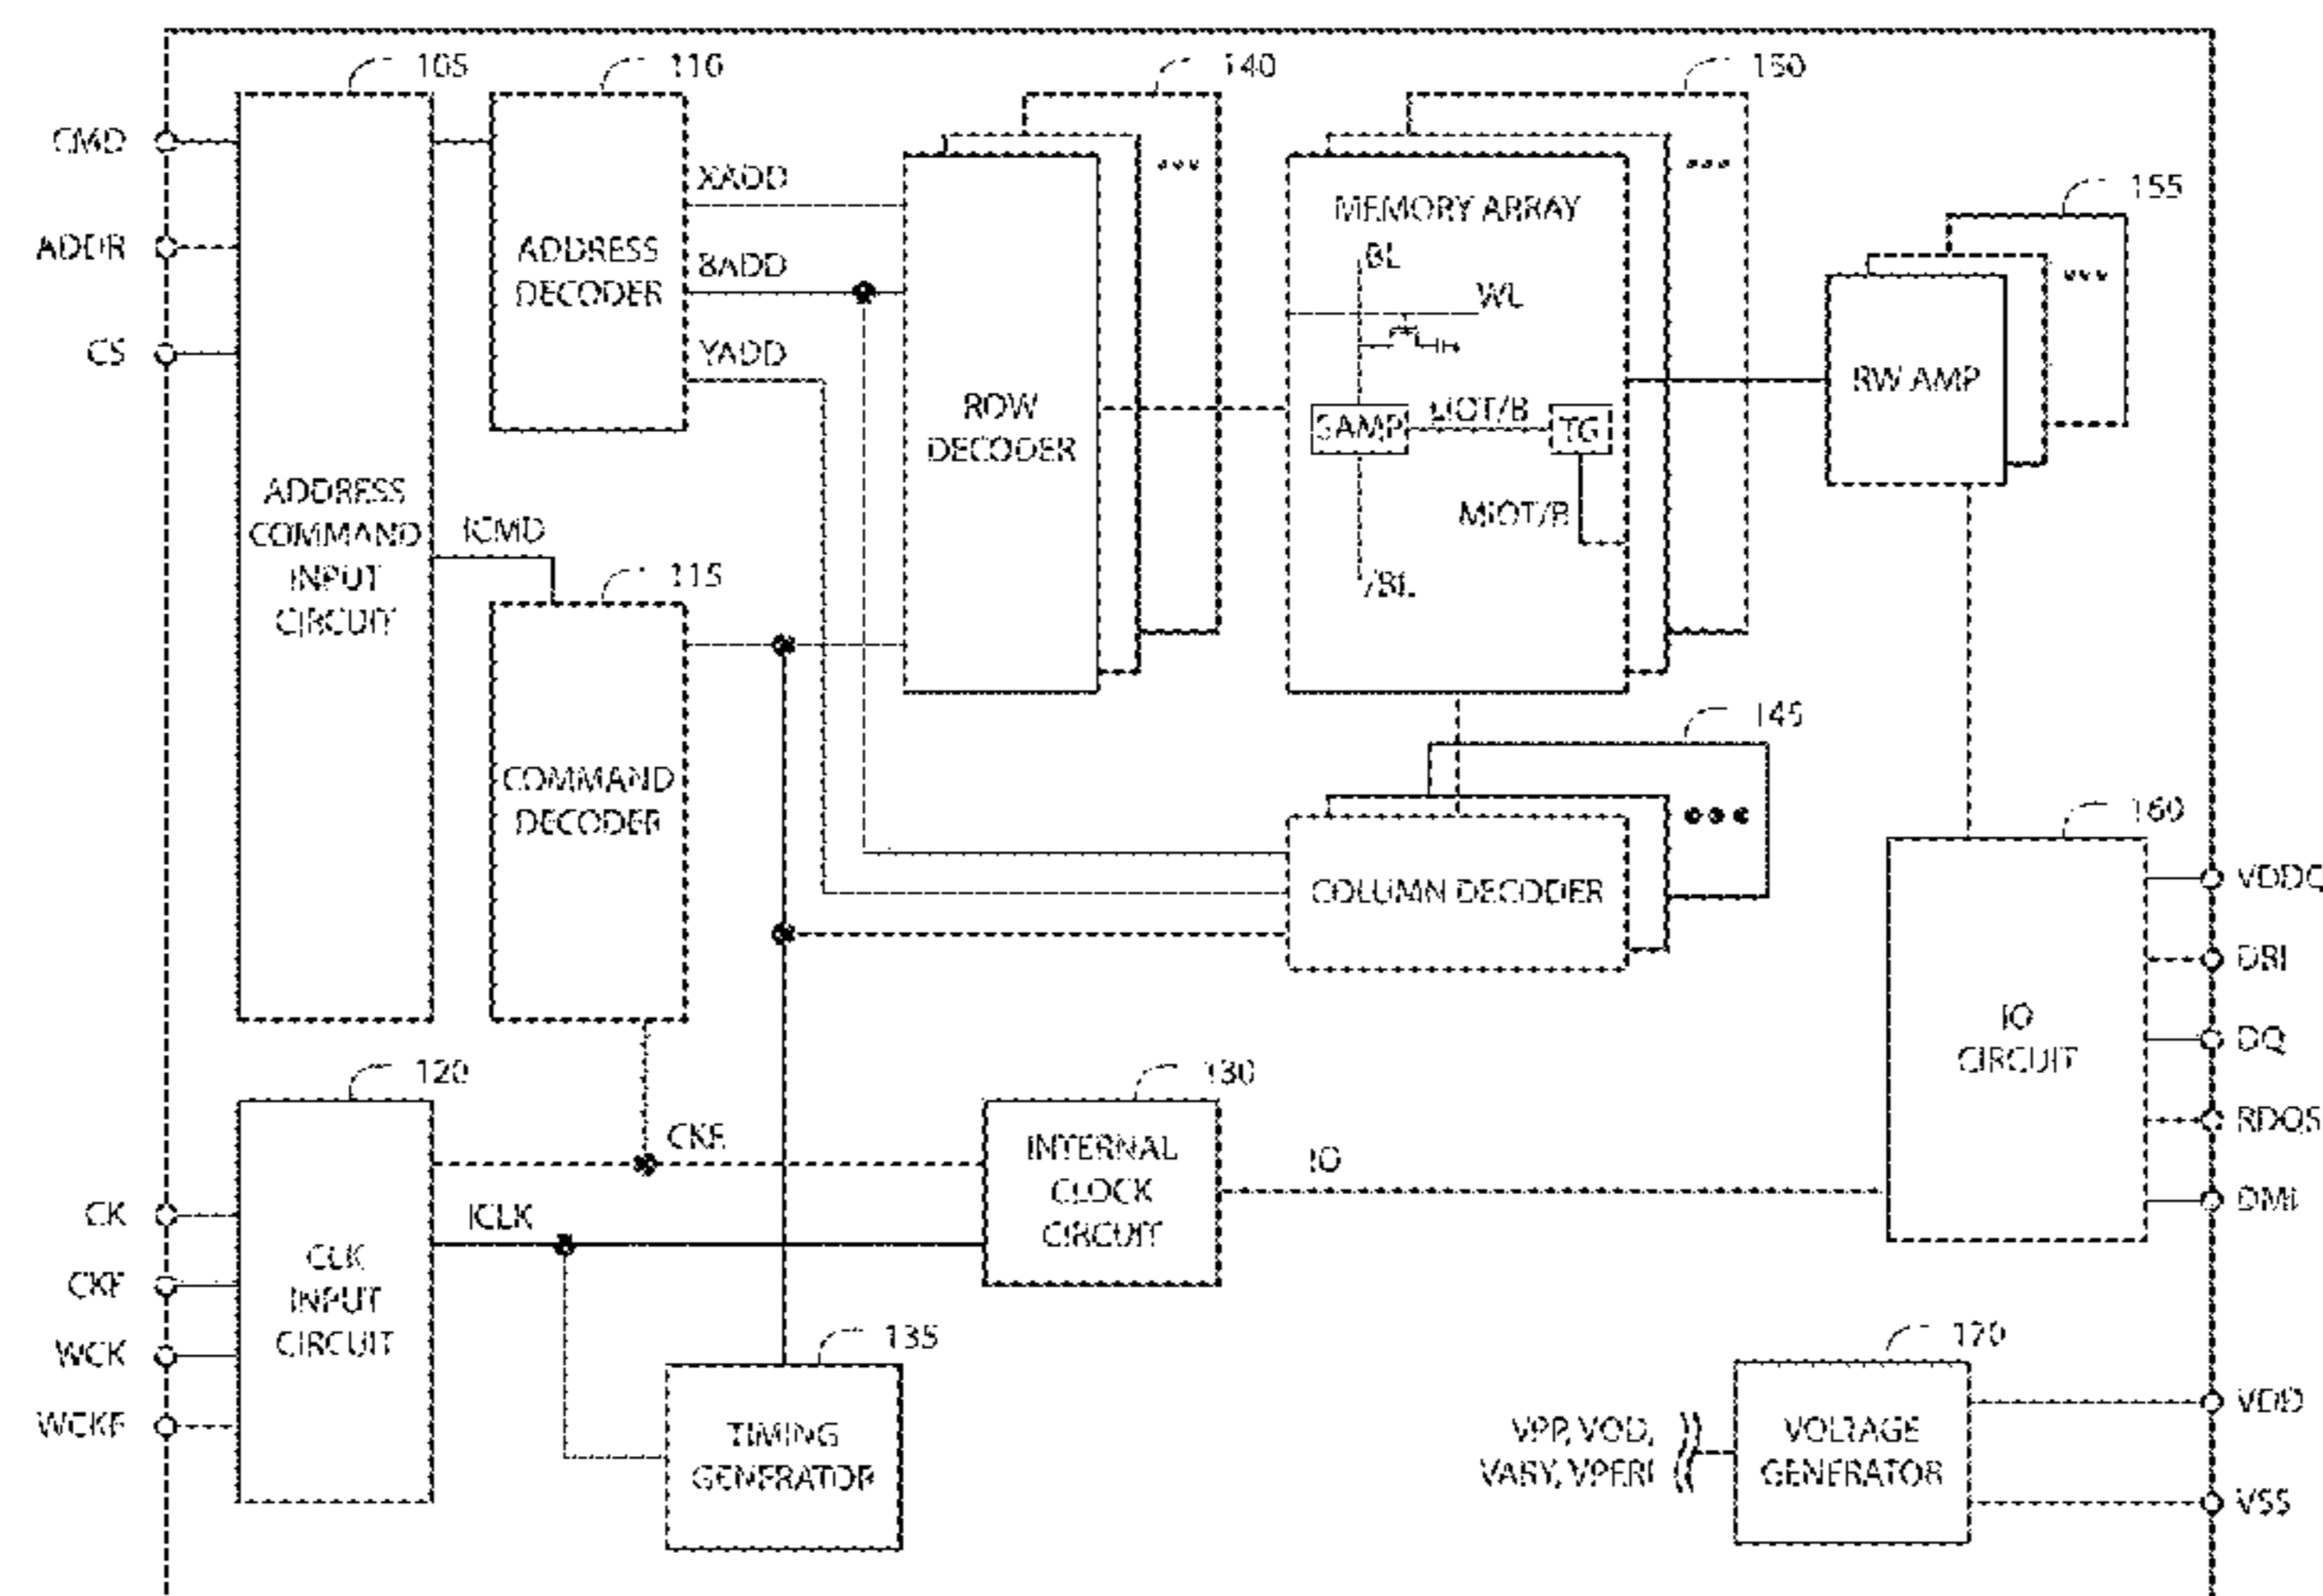 105
110
140
150
CMD
ADDR
CS
ADDRESS
COMMAND
INPUT
CIRCUIT
ADDRESS
DECODER
XADD
BADD
YADD
ROW
DECODER
MEMORY ARRAY
BL
WL
SAMP
LIOT/B
TG
MIOT/B
/BL
155
RW AMP
ICMD
115
COMMAND
DECODER
145
COLUMN DECODER
160
IO
CIRCUIT
VDDQ
DBI
DQ
RDQS
DMI
120
CLK
INPUT
CIRCUIT
CK
CKF
WCK
WCKF
CKE
ICLK
130
INTERNAL
CLOCK
CIRCUIT
IO
135
TIMING
GENERATOR
170
VOLTAGE
GENERATOR
VPP, VOD,
VARY, VPERI
VDD
VSS